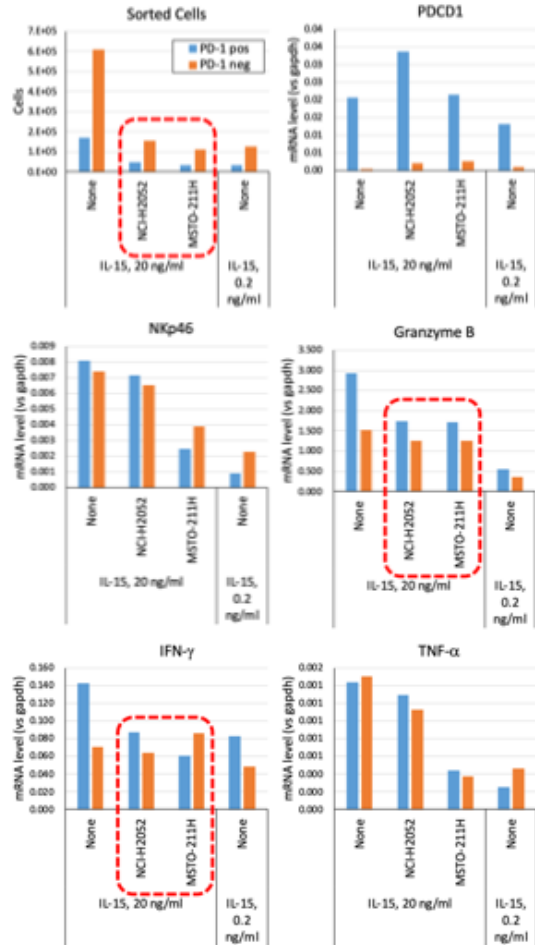 Sorted Cells
7.E+05
6.E+05
5.E+05
4.E+05
3.E+05
2.E+05
1.E+05
0.E+00
Cells
PD-1 pos
PD-1 neg
None
NCI-H2052
MSTO-211H
None
IL-15, 20 ng/ml
IL-15,
0.2
ng/ml
PDCD1
0.04
0.04
0.03
0.03
0.02
0.02
0.01
0.01
0.00
mRNA level (vs gapdh)
None
NCI-H2052
MSTO-211H
None
IL-15, 20 ng/ml
IL-15,
0.2
ng/ml
NKp46
0.009
0.008
0.007
0.006
0.005
0.004
0.003
0.002
0.001
0.000
mRNA level (vs gapdh)
None
NCI-H2052
MSTO-211H
None
IL-15, 20 ng/ml
IL-15,
0.2
ng/ml
Granzyme B
3.500
3.000
2.500
2.000
1.500
1.000
0.500
0.000
mRNA level (vs gapdh)
None
NCI-H2052
MSTO-211H
None
IL-15, 20 ng/ml
IL-15,
0.2
ng/ml
IFN-γ
0.160
0.140
0.120
0.100
0.080
0.060
0.040
0.020
0.000
mRNA level (vs gapdh)
None
NCI-H2052
MSTO-211H
None
IL-15, 20 ng/ml
IL-15,
0.2
ng/ml
TNF-α
0.002
0.001
0.001
0.001
0.001
0.001
0.000
0.000
0.000
mRNA level (vs gapdh)
None
NCI-H2052
MSTO-211H
None
IL-15, 20 ng/ml
IL-15,
0.2
ng/ml